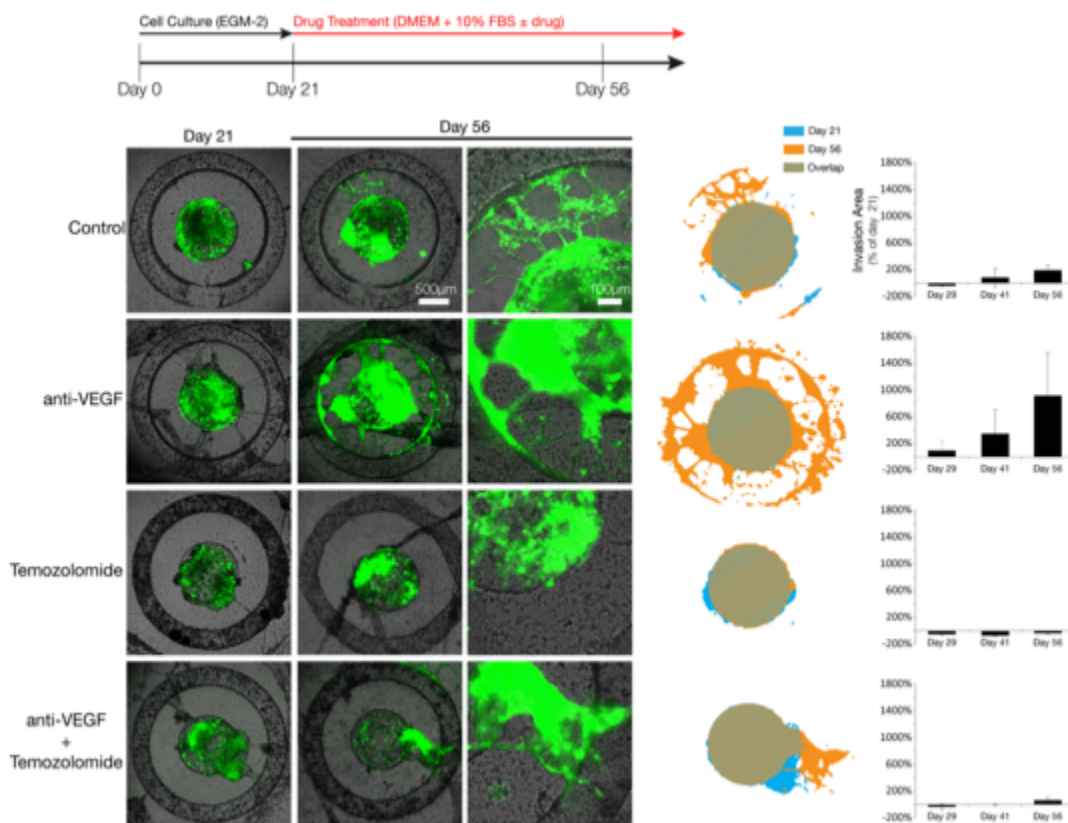 Cell Culture (EGM-2)
Drug Treatment (DMEM + 10% FBS ± drug)
Day 0
Day 21
Day 56
Day 21
Day 56
Day 21
Day 56
Overlap
Control
500µm
100µm
Invasion Area
(% of day 21)
1800%
1400%
1000%
600%
200%
-200%
Day 29
Day 41
Day 56
anti-VEGF
1800%
1400%
1000%
600%
200%
-200%
Day 29
Day 41
Day 56
Temozolomide
1800%
1400%
1000%
600%
200%
-200%
Day 29
Day 41
Day 56
anti-VEGF
+
Temozolomide
1800%
1400%
1000%
600%
200%
-200%
Day 29
Day 41
Day 56